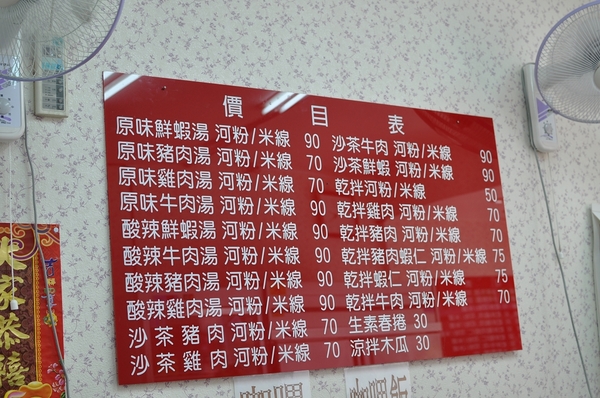 價目表
原味鮮蝦湯 河粉/米線 90
原味豬肉湯 河粉/米線 70
原味雞肉湯 河粉/米線 70
原味牛肉湯 河粉/米線 90
酸辣鮮蝦湯 河粉/米線 90
酸辣牛肉湯 河粉/米線 90
酸辣豬肉湯 河粉/米線 70
酸辣雞肉湯 河粉/米線 70
沙茶豬肉 河粉/米線 70
沙茶雞肉 河粉/米線 70
沙茶牛肉 河粉/米線 90
沙茶鮮蝦 河粉/米線 90
乾拌河粉/米線 50
乾拌雞肉 河粉/米線 70
乾拌豬肉 河粉/米線 70
乾拌豬肉蝦仁 河粉/米線 75
乾拌蝦仁 河粉/米線 75
乾拌牛肉 河粉/米線 70
生素春捲 30
涼拌木瓜 30